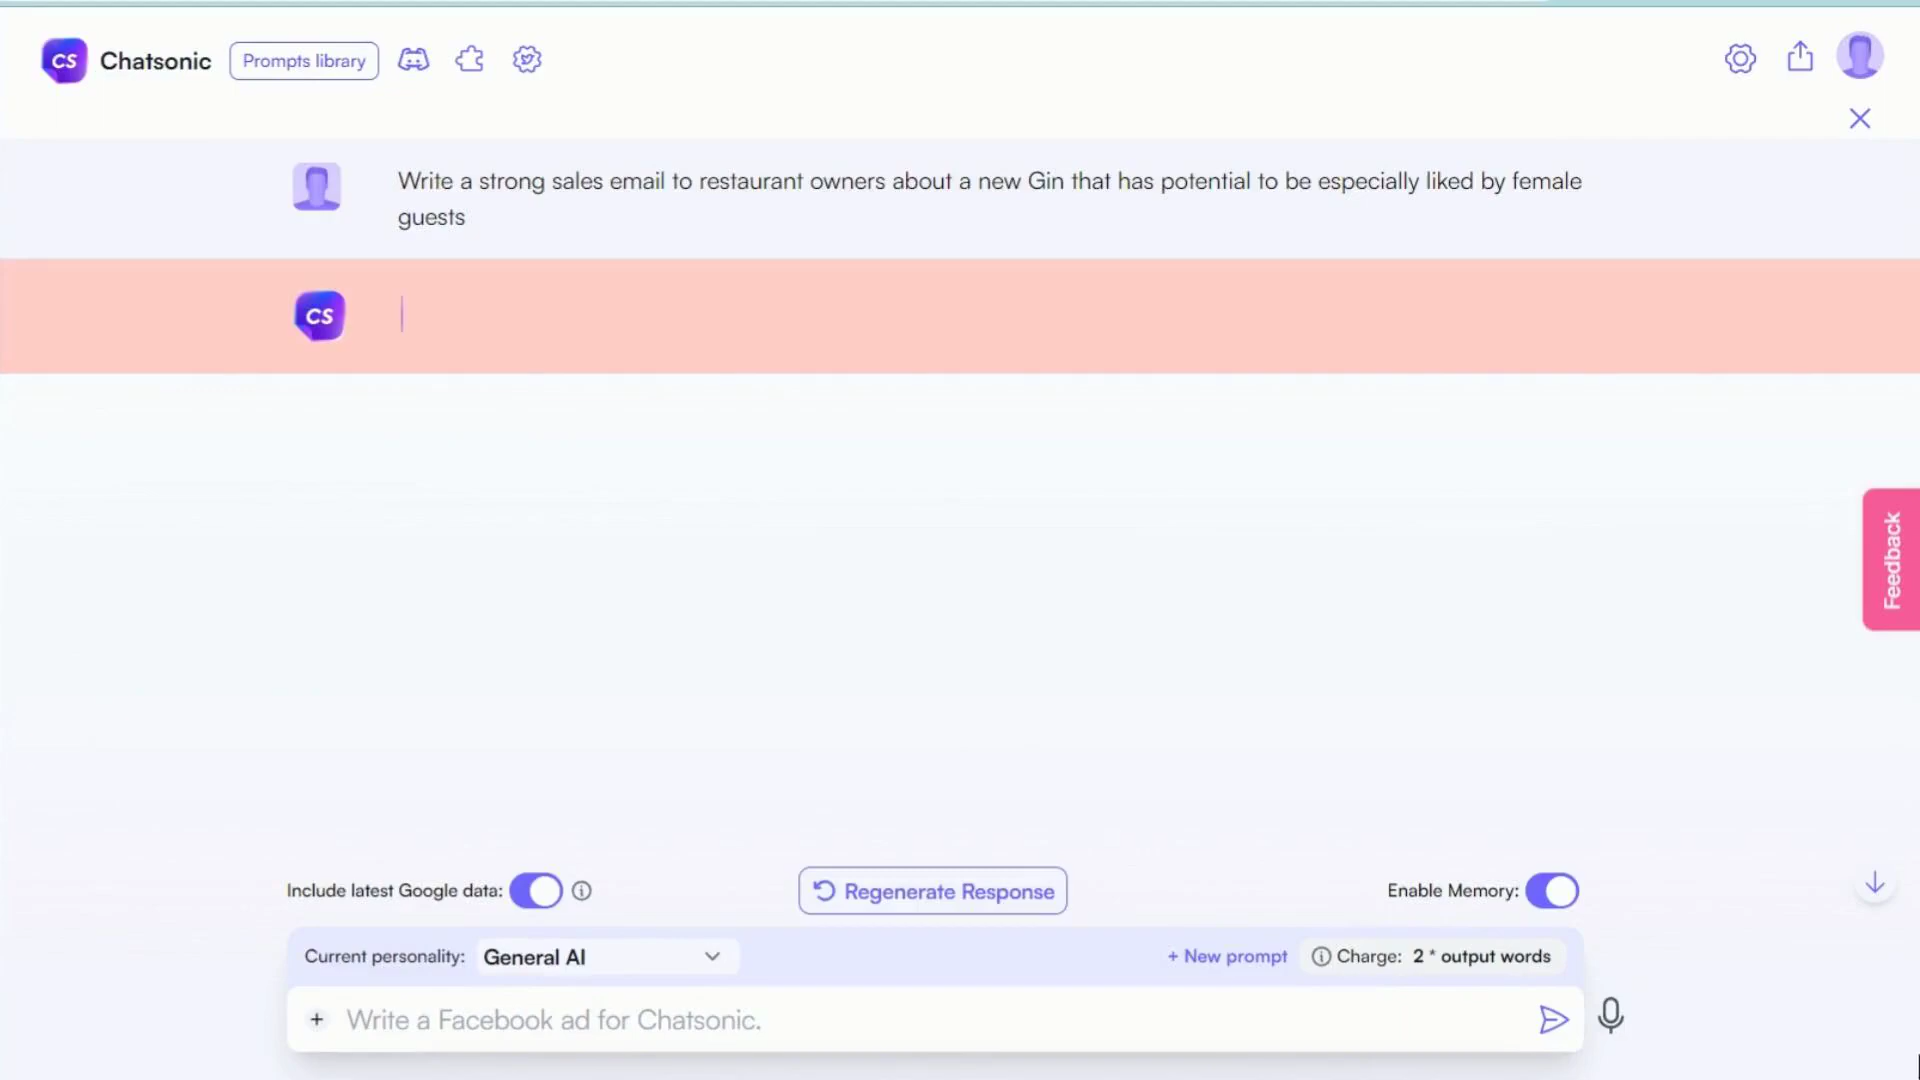 CS Chatsonic Prompts library
Write a strong sales email to restaurant owners about a new Gin that has potential to be especially liked by female
guests
CS
Feedback
Include latest Google data: Regenerate Response Enable Memory:
Current personality: General AI + New prompt Charge: 2 * output words
+ Write a Facebook ad for Chatsonic.